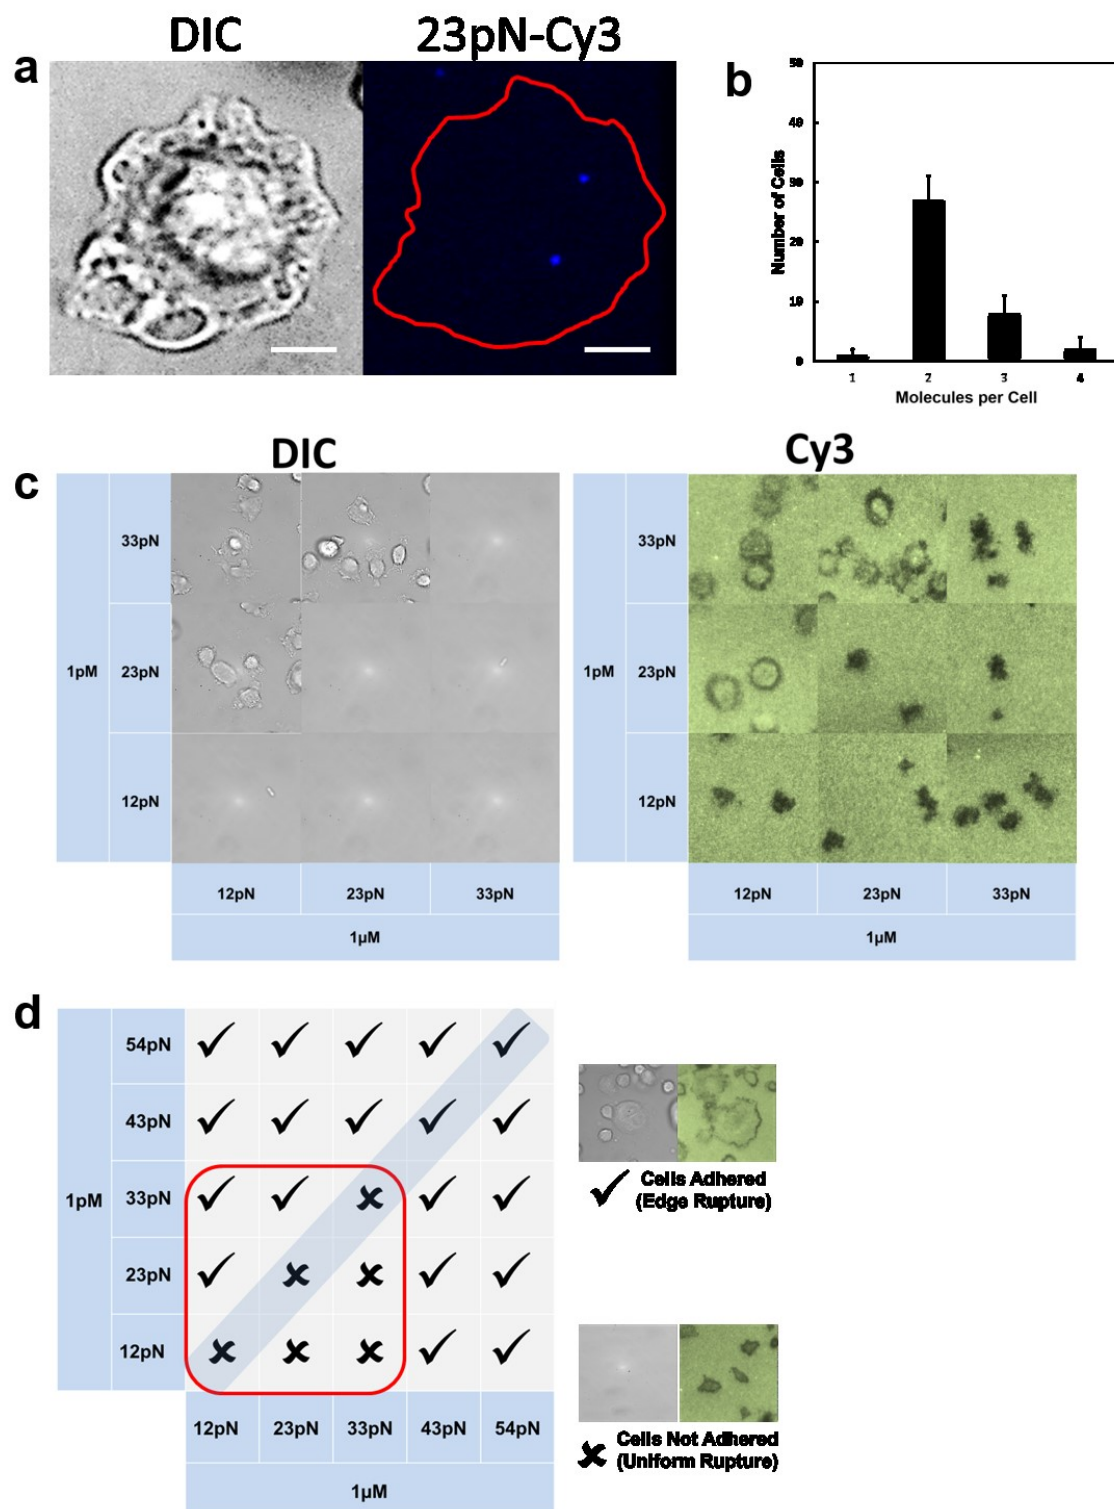 DIC 23pN-Cy3
a
b
50
40
30
20
10
0
Number of Cells
1 2 3 4
Molecules per Cell
c
DIC
1pM
33pN
23pN
12pN
12pN 23pN 33pN
1µM
Cy3
1pM
33pN
23pN
12pN
12pN 23pN 33pN
1µM
d
1pM
54pN
43pN
33pN
23pN
12pN
12pN 23pN 33pN 43pN 54pN
1µM
Cells Adhered
(Edge Rupture)
Cells Not Adhered
(Uniform Rupture)